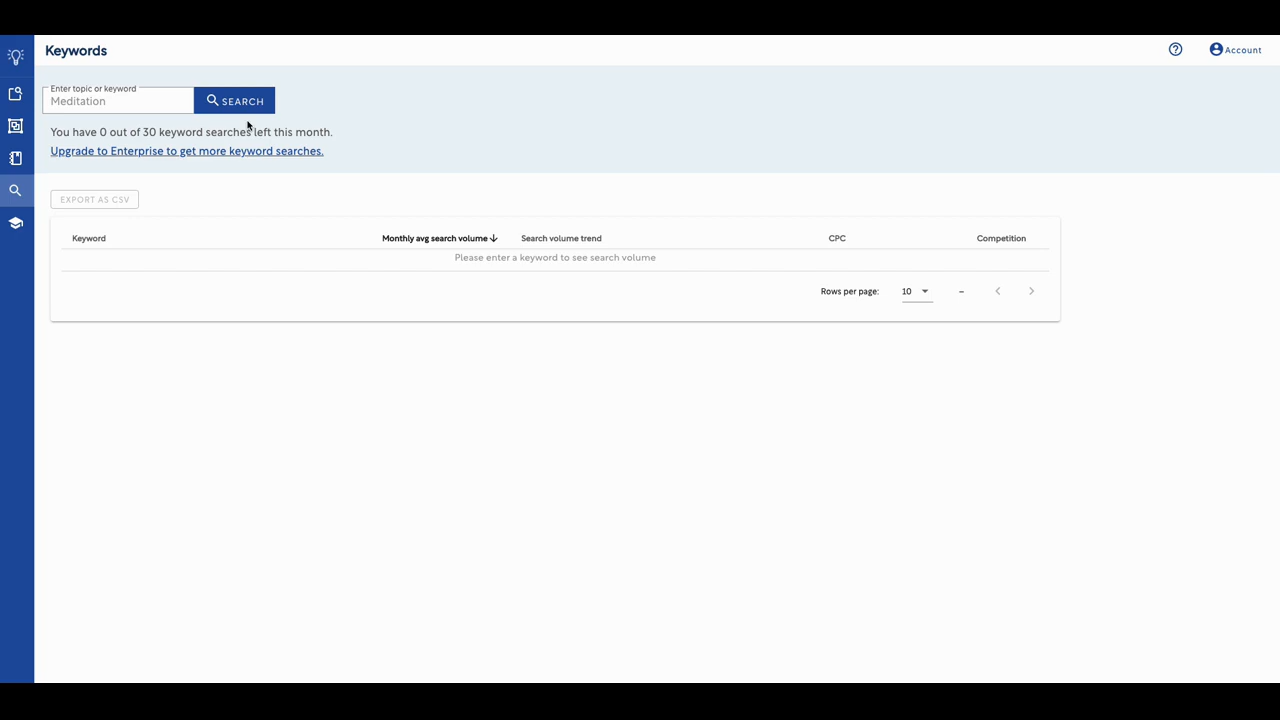 Keywords
Account
Enter topic or keyword
Meditation
SEARCH
You have 0 out of 30 keyword searches left this month.
Upgrade to Enterprise to get more keyword searches.
EXPORT AS CSV
Keyword Monthly avg search volume Search volume trend CPC Competition
Please enter a keyword to see search volume
Rows per page: 10 –